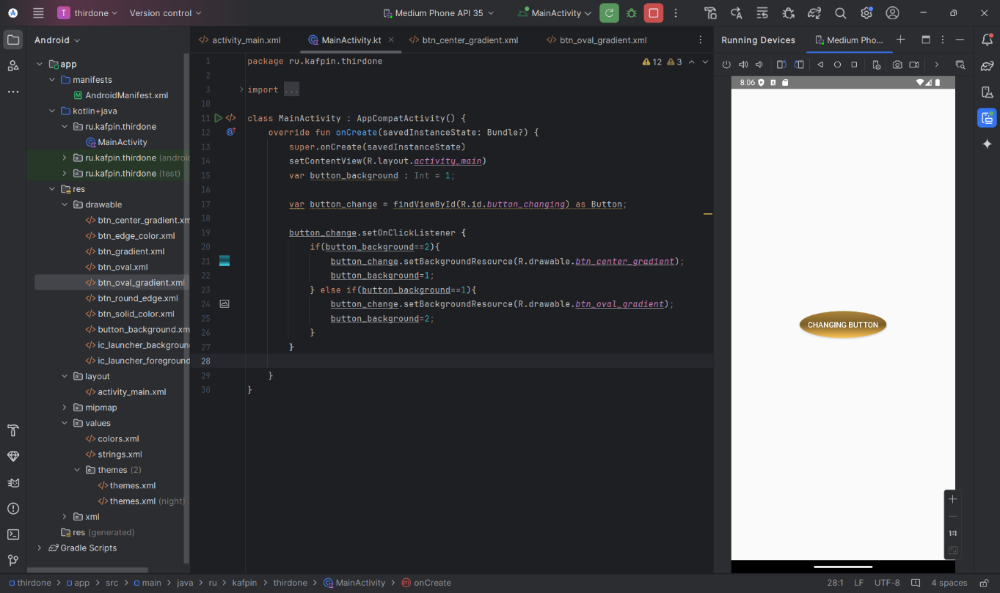 T thirdone Version control Medium Phone API 35 MainActivity
Android
app
manifests
AndroidManifest.xml
kotlin+java
ru.kafpin.thirdone
MainActivity
ru.kafpin.thirdone (androi
ru.kafpin.thirdone (test)
res
drawable
btn_center_gradient.xm
btn_edge_color.xml
btn_gradient.xml
btn_oval.xml
btn_oval_gradient.xml
btn_round_edge.xml
btn_solid_color.xml
button_background.xm
ic_launcher_backgroun
ic_launcher_foreground
layout
activity_main.xml
mipmap
values
colors.xml
strings.xml
themes (2)
themes.xml
themes.xml (night)
xml
res (generated)
Gradle Scripts
activity_main.xml MainActivity.kt btn_center_gradient.xml btn_oval_gradient.xml
12 3
1 package ru.kafpin.thirdone
2
3 import ...
10
11 class MainActivity : AppCompatActivity() {
12 override fun onCreate(savedInstanceState: Bundle?) {
13 super.onCreate(savedInstanceState)
14 setContentView(R.layout.activity_main)
15 var button_background : Int = 1;
16
17 var button_change = findViewById(R.id.button_changing) as Button;
18
19 button_change.setOnClickListener {
20 if(button_background==2){
21 button_change.setBackgroundResource(R.drawable.btn_center_gradient);
22 button_background=1;
23 } else if(button_background==1){
24 button_change.setBackgroundResource(R.drawable.btn_oval_gradient);
25 button_background=2;
26 }
27 }
28
29 }
30 }
Running Devices Medium Pho...
8:06
CHANGING BUTTON
1:1
thirdone app src main java ru kafpin thirdone MainActivity onCreate
28:1 LF UTF-8 4 spaces